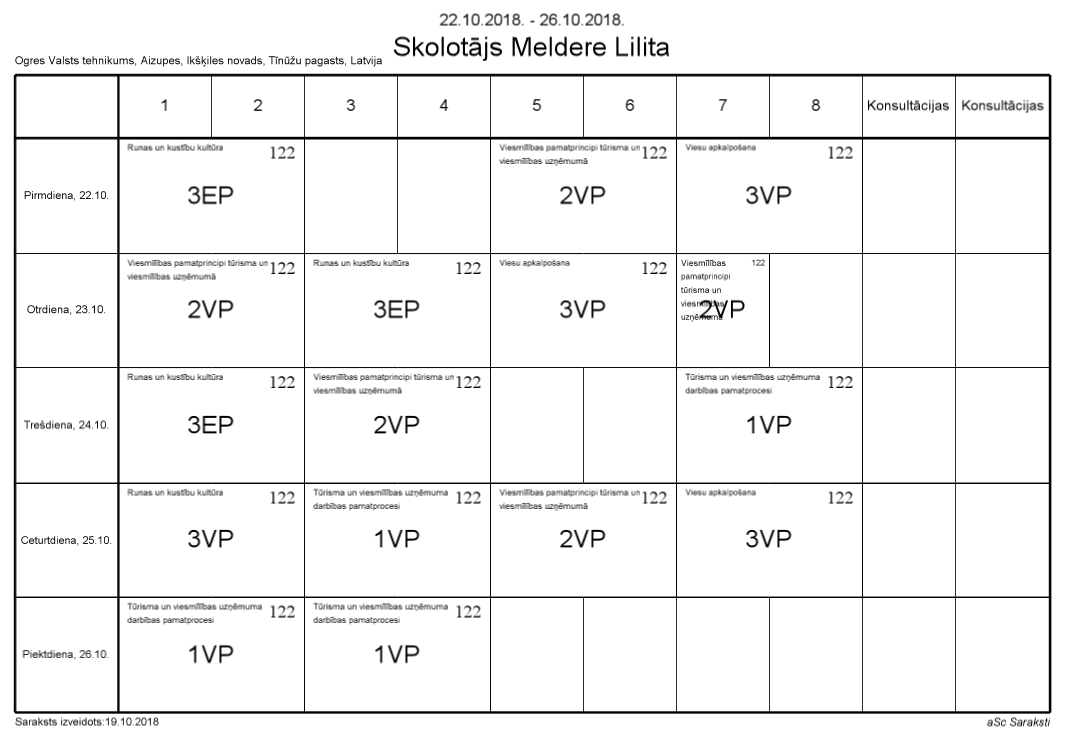 22.10.2018. - 26.10.2018.
Skolotājs Meldere Lilita
Ogres Valsts tehnikums, Aizupes, Ikšķiles novads, Tīnūžu pagasts, Latvija
1 2 3 4 5 6 7 8 Konsultācijas Konsultācijas
Pirmdiena, 22.10.
Runas un kustību kultūra 122
3EP
Viesmīlības pamatprincipi tūrisma un 122
viesmīlības uzņēmumā
2VP
Viesu apkalpošana 122
3VP
Otrdiena, 23.10.
Viesmīlības pamatprincipi tūrisma un 122
viesmīlības uzņēmumā
2VP
Runas un kustību kultūra 122
3EP
Viesu apkalpošana 122
3VP
Viesmīlības 122
pamatprincipi
tūrisma un
viesmīlības
uzņēmumā
2VP
Trešdiena, 24.10.
Runas un kustību kultūra 122
3EP
Viesmīlības pamatprincipi tūrisma un 122
viesmīlības uzņēmumā
2VP
Tūrisma un viesmīlības uzņēmuma 122
darbības pamatprocesi
1VP
Ceturtdiena, 25.10.
Runas un kustību kultūra 122
3VP
Tūrisma un viesmīlības uzņēmuma 122
darbības pamatprocesi
1VP
Viesmīlības pamatprincipi tūrisma un 122
viesmīlības uzņēmumā
2VP
Viesu apkalpošana 122
3VP
Piektdiena, 26.10.
Tūrisma un viesmīlības uzņēmuma 122
darbības pamatprocesi
1VP
Tūrisma un viesmīlības uzņēmuma 122
darbības pamatprocesi
1VP
Saraksts izveidots:19.10.2018
aSc Saraksti